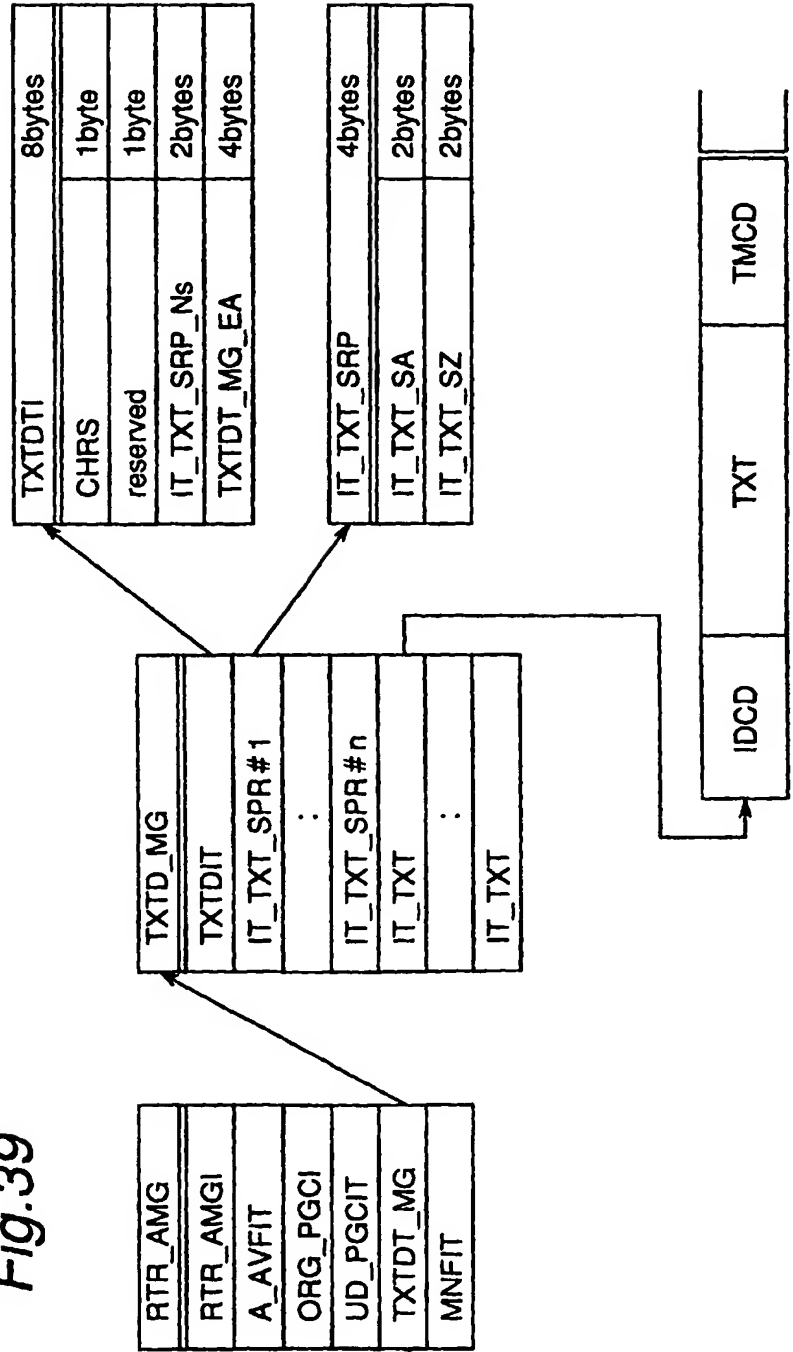 Fig.39
RTR_AMG
RTR_AMGI
A_AVFIT
ORG_PGCI
UD_PGCIT
TXTDT_MG
MNFIT
TXTD_MG
TXTDIT
IT_TXT_SPR#1
:
IT_TXT_SPR#n
IT_TXT
:
IT_TXT
TXTDTI 8bytes
CHRS 1byte
reserved 1byte
IT_TXT_SRP_Ns 2bytes
TXTDT_MG_EA 4bytes
IT_TXT_SRP 4bytes
IT_TXT_SA 2bytes
IT_TXT_SZ 2bytes
IDCD TXT TMCD